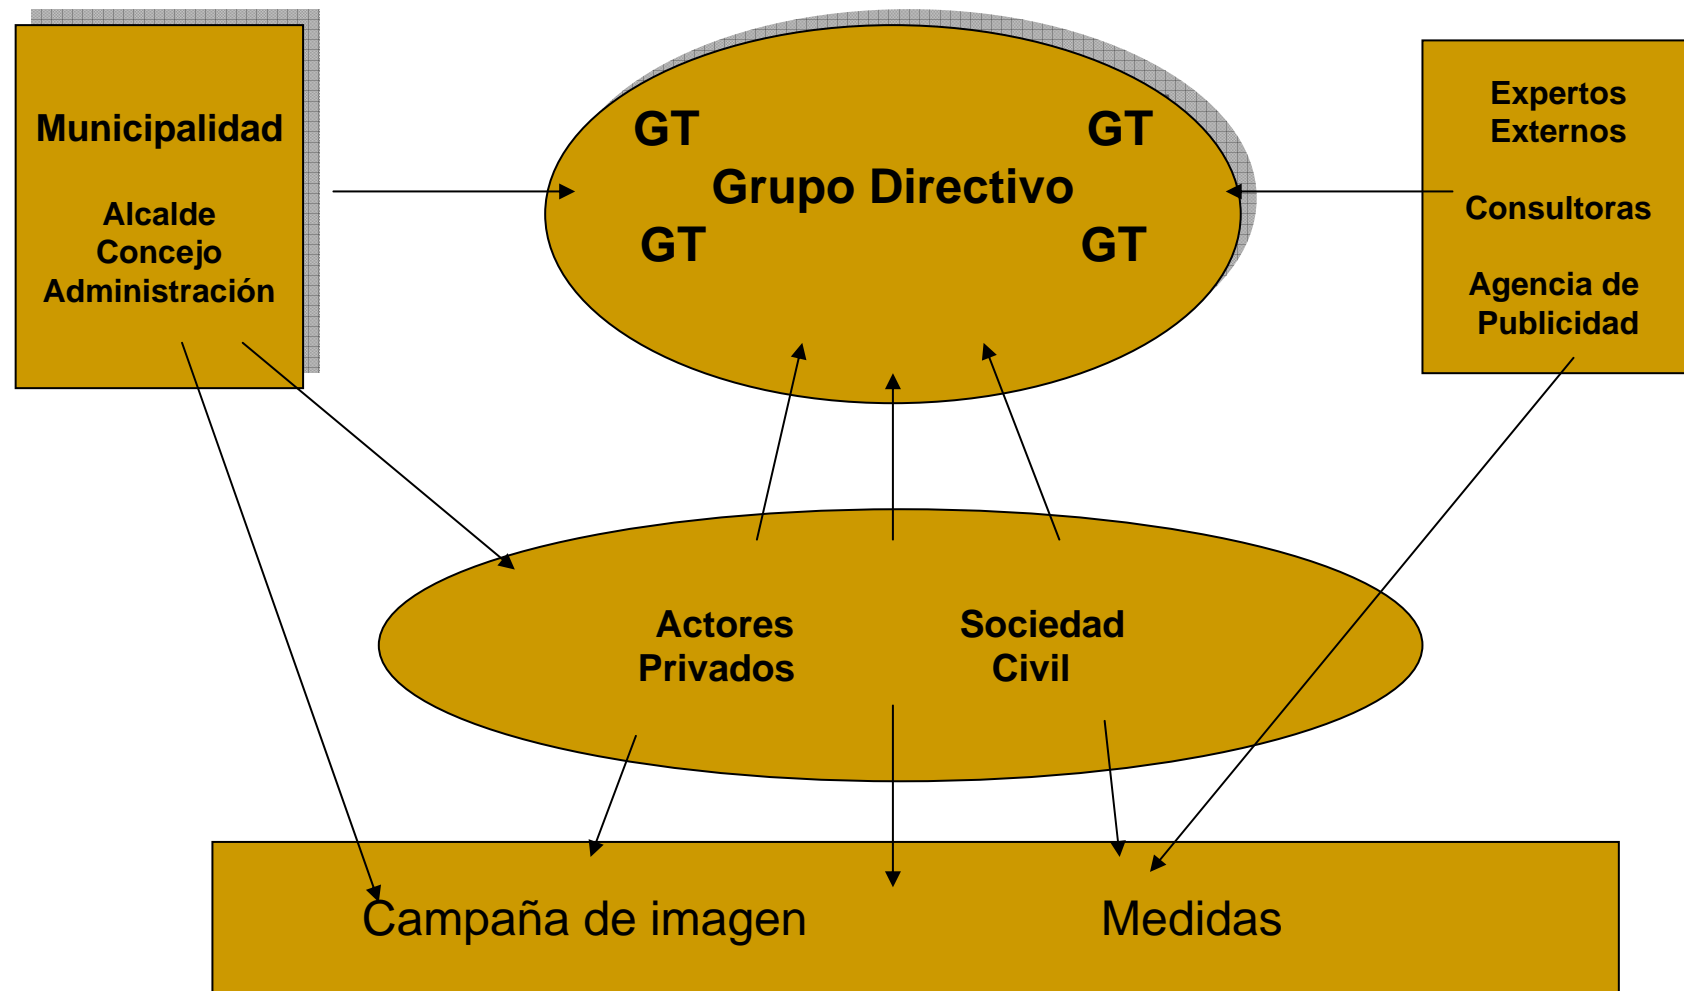 Municipalidad
Alcalde
Concejo
Administración
GT
GT
Grupo Directivo
GT
GT
Expertos
Externos
Consultoras
Agencia de
Publicidad
Actores
Privados
Sociedad
Civil
Campaña de imagen
Medidas